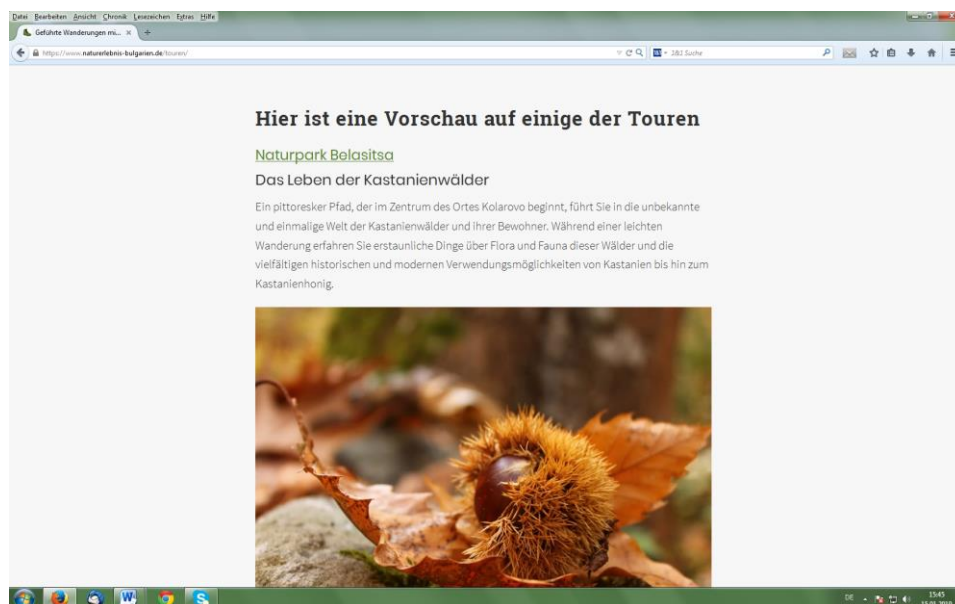 Datei Bearbeiten Ansicht Chronik Lesezeichen Extras Hilfe
Geführte Wanderungen mi... × +
https://www.naturerlebnis-bulgarien.de/touren/
1&1 Suche
Hier ist eine Vorschau auf einige der Touren
Naturpark Belasitsa
Das Leben der Kastanienwälder
Ein pittoresker Pfad, der im Zentrum des Ortes Kolarovo beginnt, führt Sie in die unbekannte
und einmalige Welt der Kastanienwälder und ihrer Bewohner. Während einer leichten
Wanderung erfahren Sie erstaunliche Dinge über Flora und Fauna dieser Wälder und die
vielfältigen historischen und modernen Verwendungsmöglichkeiten von Kastanien bis hin zum
Kastanienhonig.
DE
15:45